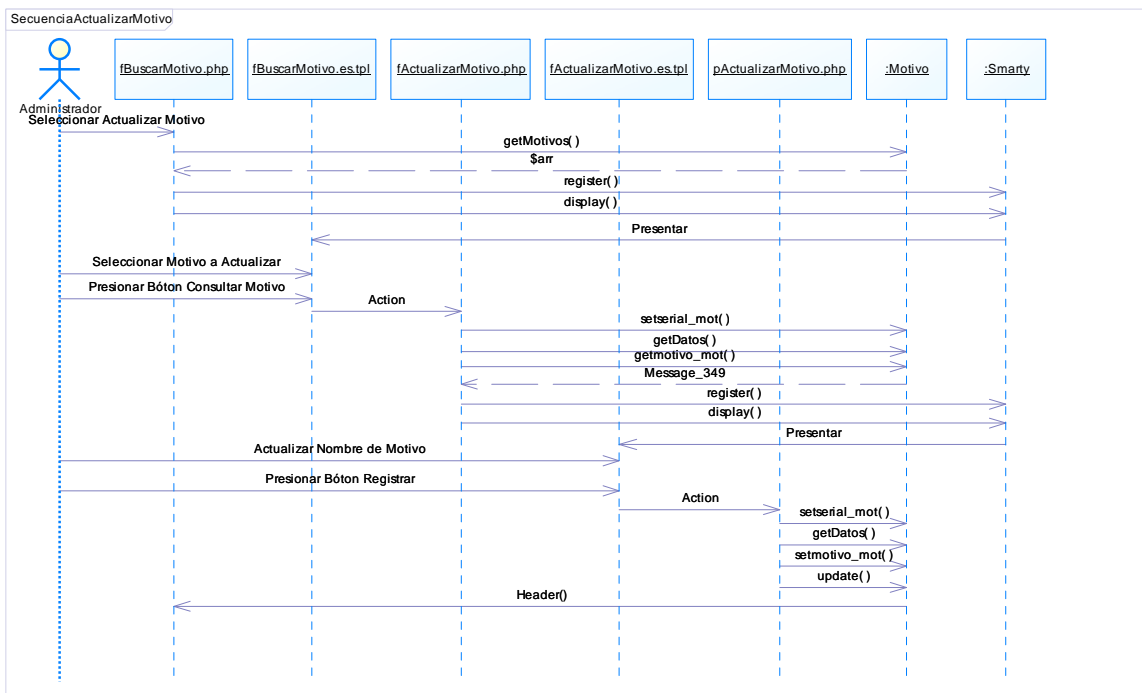 SecuenciaActualizarMotivo
fBuscarMotivo.php
fBuscarMotivo.es.tpl
fActualizarMotivo.php
fActualizarMotivo.es.tpl
pActualizarMotivo.php
:Motivo
:Smarty
Administrador
Seleccionar Actualizar Motivo
getMotivos( )
$arr
register( )
display( )
Presentar
Seleccionar Motivo a Actualizar
Presionar Bóton Consultar Motivo
Action
setserial_mot( )
getDatos( )
getmotivo_mot( )
Message_349
register( )
display( )
Presentar
Actualizar Nombre de Motivo
Presionar Bóton Registrar
Action
setserial_mot( )
getDatos( )
setmotivo_mot( )
update( )
Header()